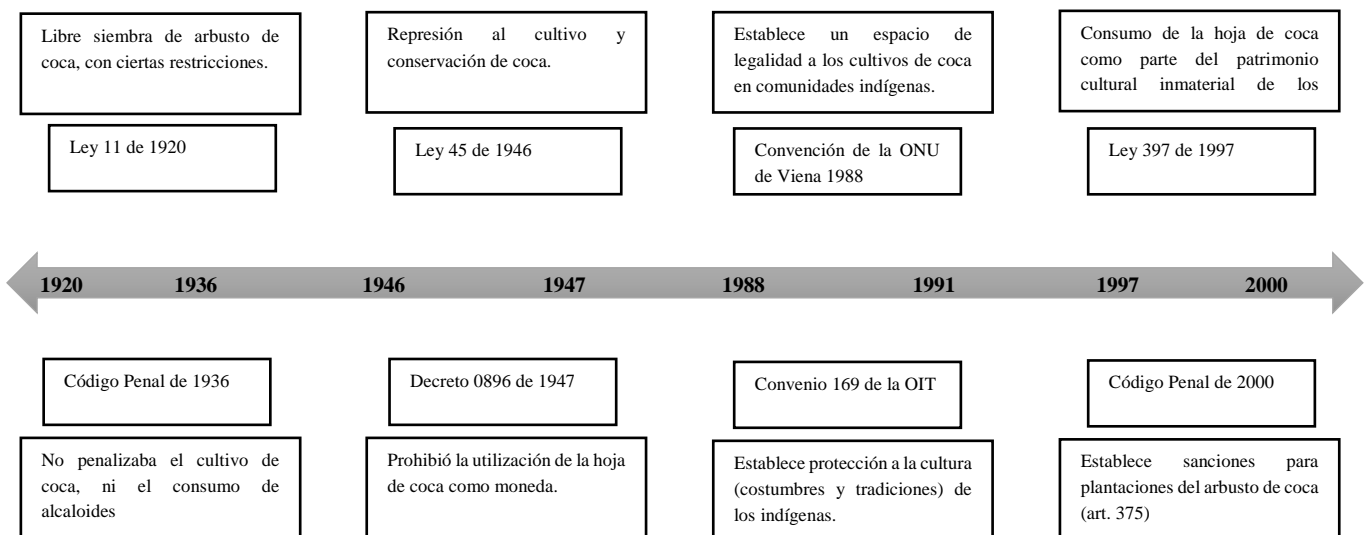 Libre siembra de arbusto de
coca, con ciertas restricciones.
Represión al cultivo y
conservación de coca.
Establece un espacio de
legalidad a los cultivos de coca
en comunidades indígenas.
Consumo de la hoja de coca
como parte del patrimonio
cultural inmaterial de los
Ley 11 de 1920
Ley 45 de 1946
Convención de la ONU
de Viena 1988
Ley 397 de 1997
1920 1936 1946 1947 1988 1991 1997 2000
Código Penal de 1936
Decreto 0896 de 1947
Convenio 169 de la OIT
Código Penal de 2000
No penalizaba el cultivo de
coca, ni el consumo de
alcaloides
Prohibió la utilización de la hoja
de coca como moneda.
Establece protección a la cultura
(costumbres y tradiciones) de
los indígenas.
Establece sanciones para
plantaciones del arbusto de coca
(art. 375)